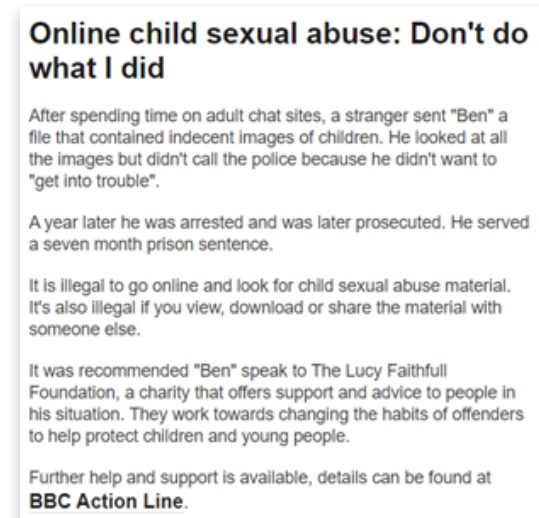 Online child sexual abuse: Don't do
what I did
After spending time on adult chat sites, a stranger sent "Ben" a
file that contained indecent images of children. He looked at all
the images but didn't call the police because he didn't want to
"get into trouble".
A year later he was arrested and was later prosecuted. He served
a seven month prison sentence.
It is illegal to go online and look for child sexual abuse material.
It's also illegal if you view, download or share the material with
someone else.
It was recommended "Ben" speak to The Lucy Faithfull
Foundation, a charity that offers support and advice to people in
his situation. They work towards changing the habits of offenders
to help protect children and young people.
Further help and support is available, details can be found at
BBC Action Line.